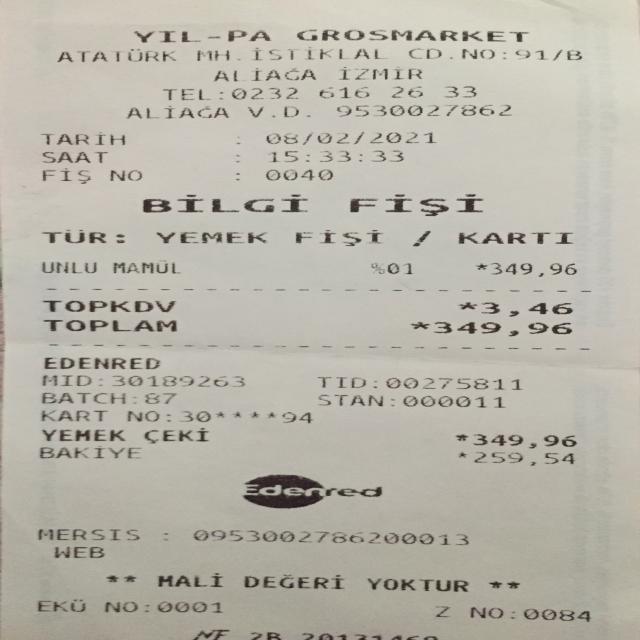 YIL-PA GROSMARKET
ATATÜRK MH.İSTİKLAL CD.NO:91/B
ALİAĞA İZMİR
TEL:0232 616 26 33
ALİAĞA V.D. 9530027862
TARİH : 08/02/2021
SAAT : 15:33:33
FİŞ NO : 0040
BİLGİ FİŞİ
TÜR: YEMEK FİŞİ / KARTI
UNLU MAMÜL %01 *349,96
TOPKDV *3,46
TOPLAM *349,96
EDENRED
MID:30189263 TID:00275811
BATCH:87 STAN:000011
KART NO:30****94
YEMEK ÇEKİ *349,96
BAKİYE *259,54
Edenred
MERSIS : 0953002786200013
WEB
** MALİ DEĞERİ YOKTUR **
EKÜ NO:0001 Z NO:0084
MF 2B 20131460